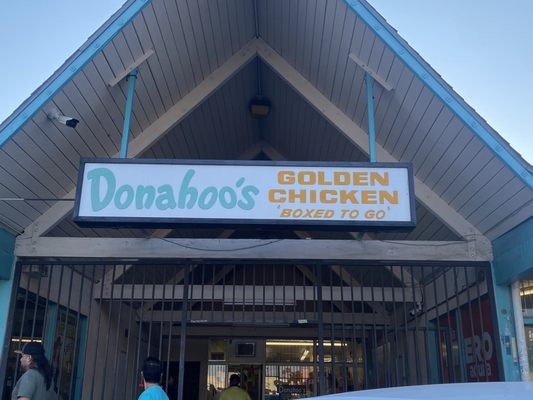 DONAHOO'S
GOLDEN
CHICKEN
"BOXED TO GO"